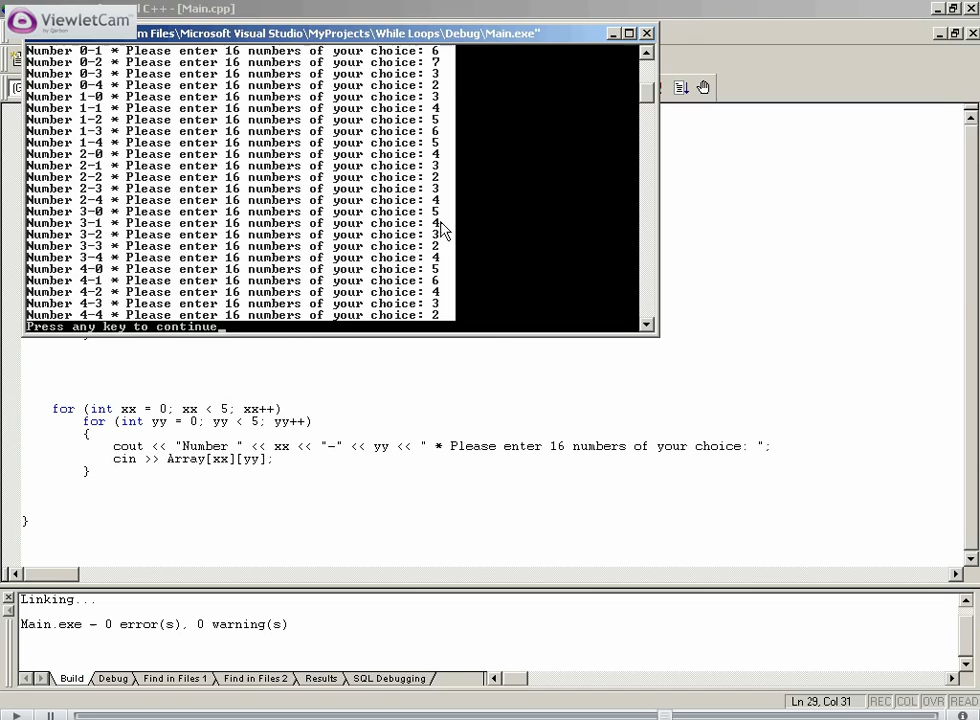 C++ - [Main.cpp]
ViewletCam
by Qarbon
m Files\Microsoft Visual Studio\MyProjects\While Loops\Debug\Main.exe"
Number 0-1 * Please enter 16 numbers of your choice: 6
Number 0-2 * Please enter 16 numbers of your choice: 7
Number 0-3 * Please enter 16 numbers of your choice: 3
Number 0-4 * Please enter 16 numbers of your choice: 2
Number 1-0 * Please enter 16 numbers of your choice: 3
Number 1-1 * Please enter 16 numbers of your choice: 4
Number 1-2 * Please enter 16 numbers of your choice: 5
Number 1-3 * Please enter 16 numbers of your choice: 6
Number 1-4 * Please enter 16 numbers of your choice: 5
Number 2-0 * Please enter 16 numbers of your choice: 4
Number 2-1 * Please enter 16 numbers of your choice: 3
Number 2-2 * Please enter 16 numbers of your choice: 2
Number 2-3 * Please enter 16 numbers of your choice: 3
Number 2-4 * Please enter 16 numbers of your choice: 4
Number 3-0 * Please enter 16 numbers of your choice: 5
Number 3-1 * Please enter 16 numbers of your choice: 4
Number 3-2 * Please enter 16 numbers of your choice: 3
Number 3-3 * Please enter 16 numbers of your choice: 2
Number 3-4 * Please enter 16 numbers of your choice: 4
Number 4-0 * Please enter 16 numbers of your choice: 5
Number 4-1 * Please enter 16 numbers of your choice: 6
Number 4-2 * Please enter 16 numbers of your choice: 4
Number 4-3 * Please enter 16 numbers of your choice: 3
Number 4-4 * Please enter 16 numbers of your choice: 2
Press any key to continue_
for (int xx = 0; xx < 5; xx++)
for (int yy = 0; yy < 5; yy++)
{
cout << "Number " << xx << "-" << yy << " * Please enter 16 numbers of your choice: ";
cin >> Array[xx][yy];
}
}
Linking...
Main.exe - 0 error(s), 0 warning(s)
Build Debug Find in Files 1 Find in Files 2 Results SQL Debugging
Ln 29, Col 31 REC COL OVR READ